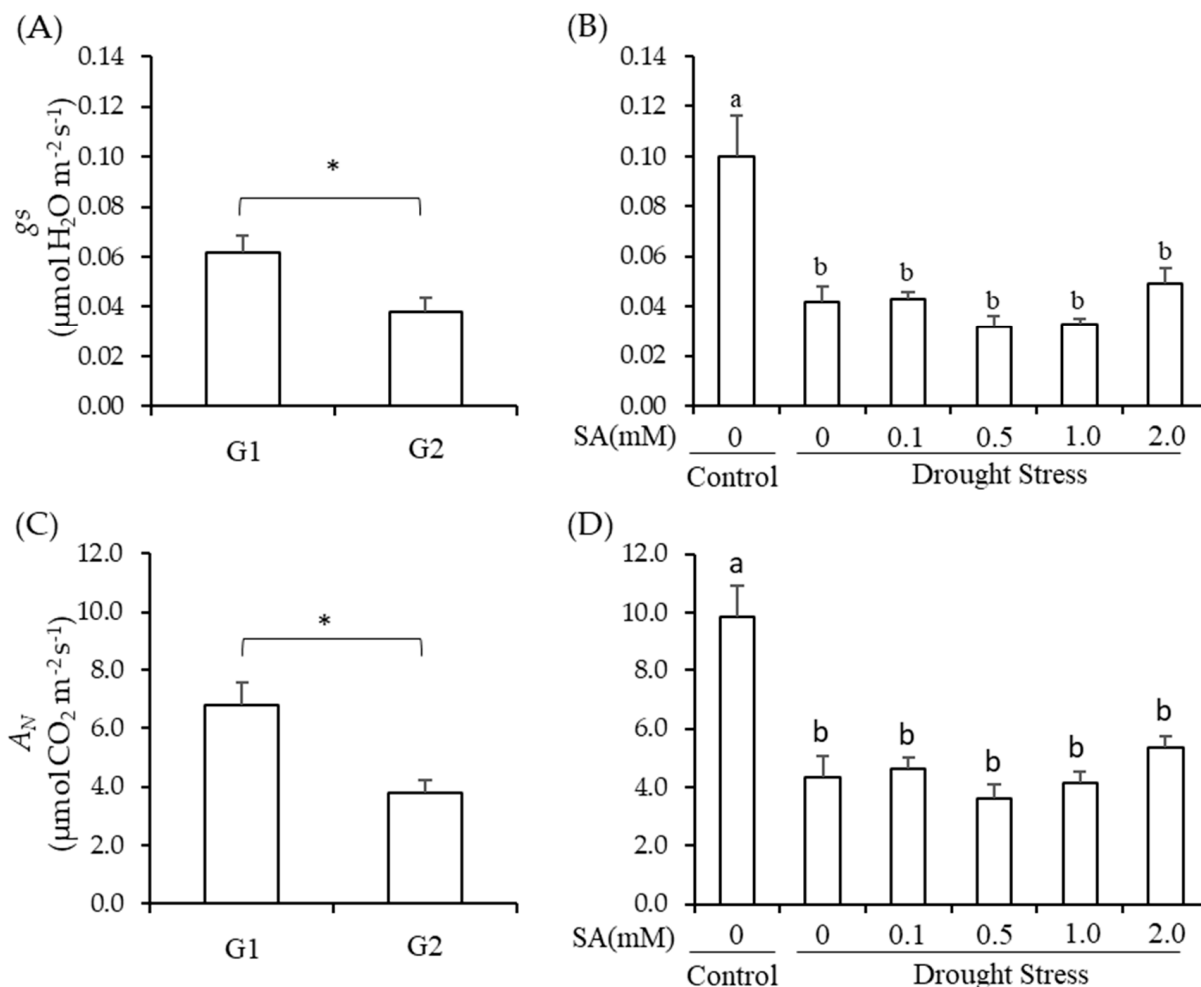 (A)
0.14
0.12
0.10
0.08
0.06
0.04
0.02
0.00
gs
(μmol H₂O m⁻² s⁻¹)
*
G1 G2
(B)
0.14
0.12
0.10
0.08
0.06
0.04
0.02
0.00
a b b b b b
SA(mM) 0 0 0.1 0.5 1.0 2.0
Control Drought Stress
(C)
12.0
10.0
8.0
6.0
4.0
2.0
0.0
A_N
(μmol CO₂ m⁻² s⁻¹)
*
G1 G2
(D)
12.0
10.0
8.0
6.0
4.0
2.0
0.0
a b b b b b
SA(mM) 0 0 0.1 0.5 1.0 2.0
Control Drought Stress